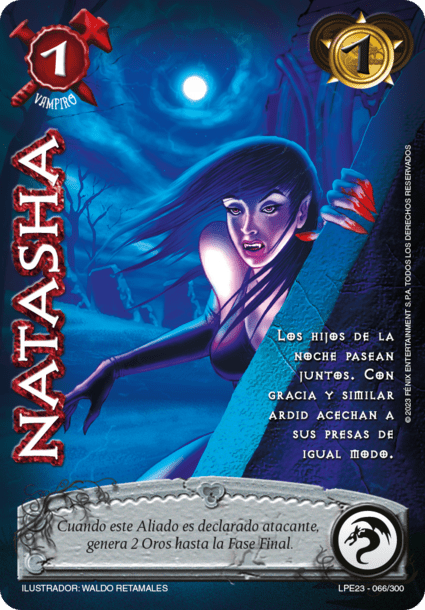 1
VAMPIRO
1
NATASHA
LOS HIJOS DE LA
NOCHE PASEAN
JUNTOS. CON
GRACIA Y SIMILAR
ARDID ACECHAN A
SUS PRESAS DE
IGUAL MODO.
© 2023 FÉNIX ENTERTAINMENT S.P.A. TODOS LOS DERECHOS RESERVADOS
Cuando este Aliado es declarado atacante,
genera 2 Oros hasta la Fase Final.
ILUSTRADOR: WALDO RETAMALES
LPE23 - 066/300